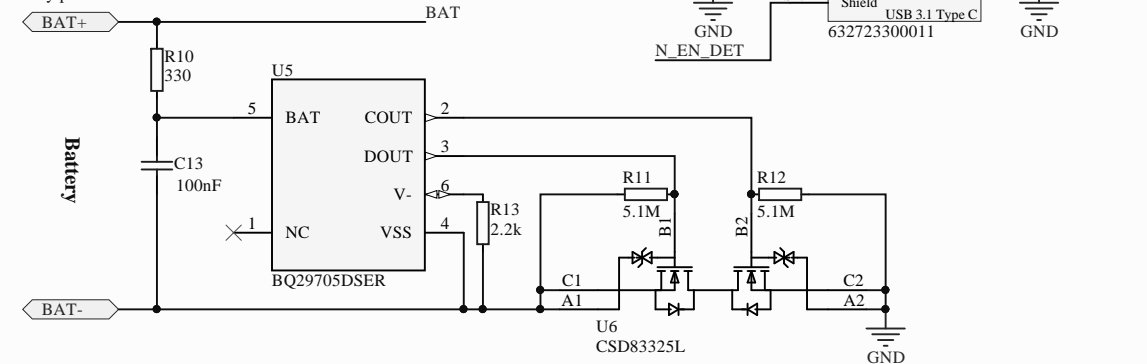 BAT+
BAT
Shield
USB 3.1 Type C
GND
632723300011
GND
N_EN_DET
R10
330
U5
5
BAT
COUT
2
DOUT
3
Battery
C13
100nF
V-
6
R11
5.1M
R12
5.1M
R13
2.2k
1
NC
VSS
4
B1
B2
BQ29705DSER
C1
C2
BAT-
A1
A2
U6
CSD83325L
GND